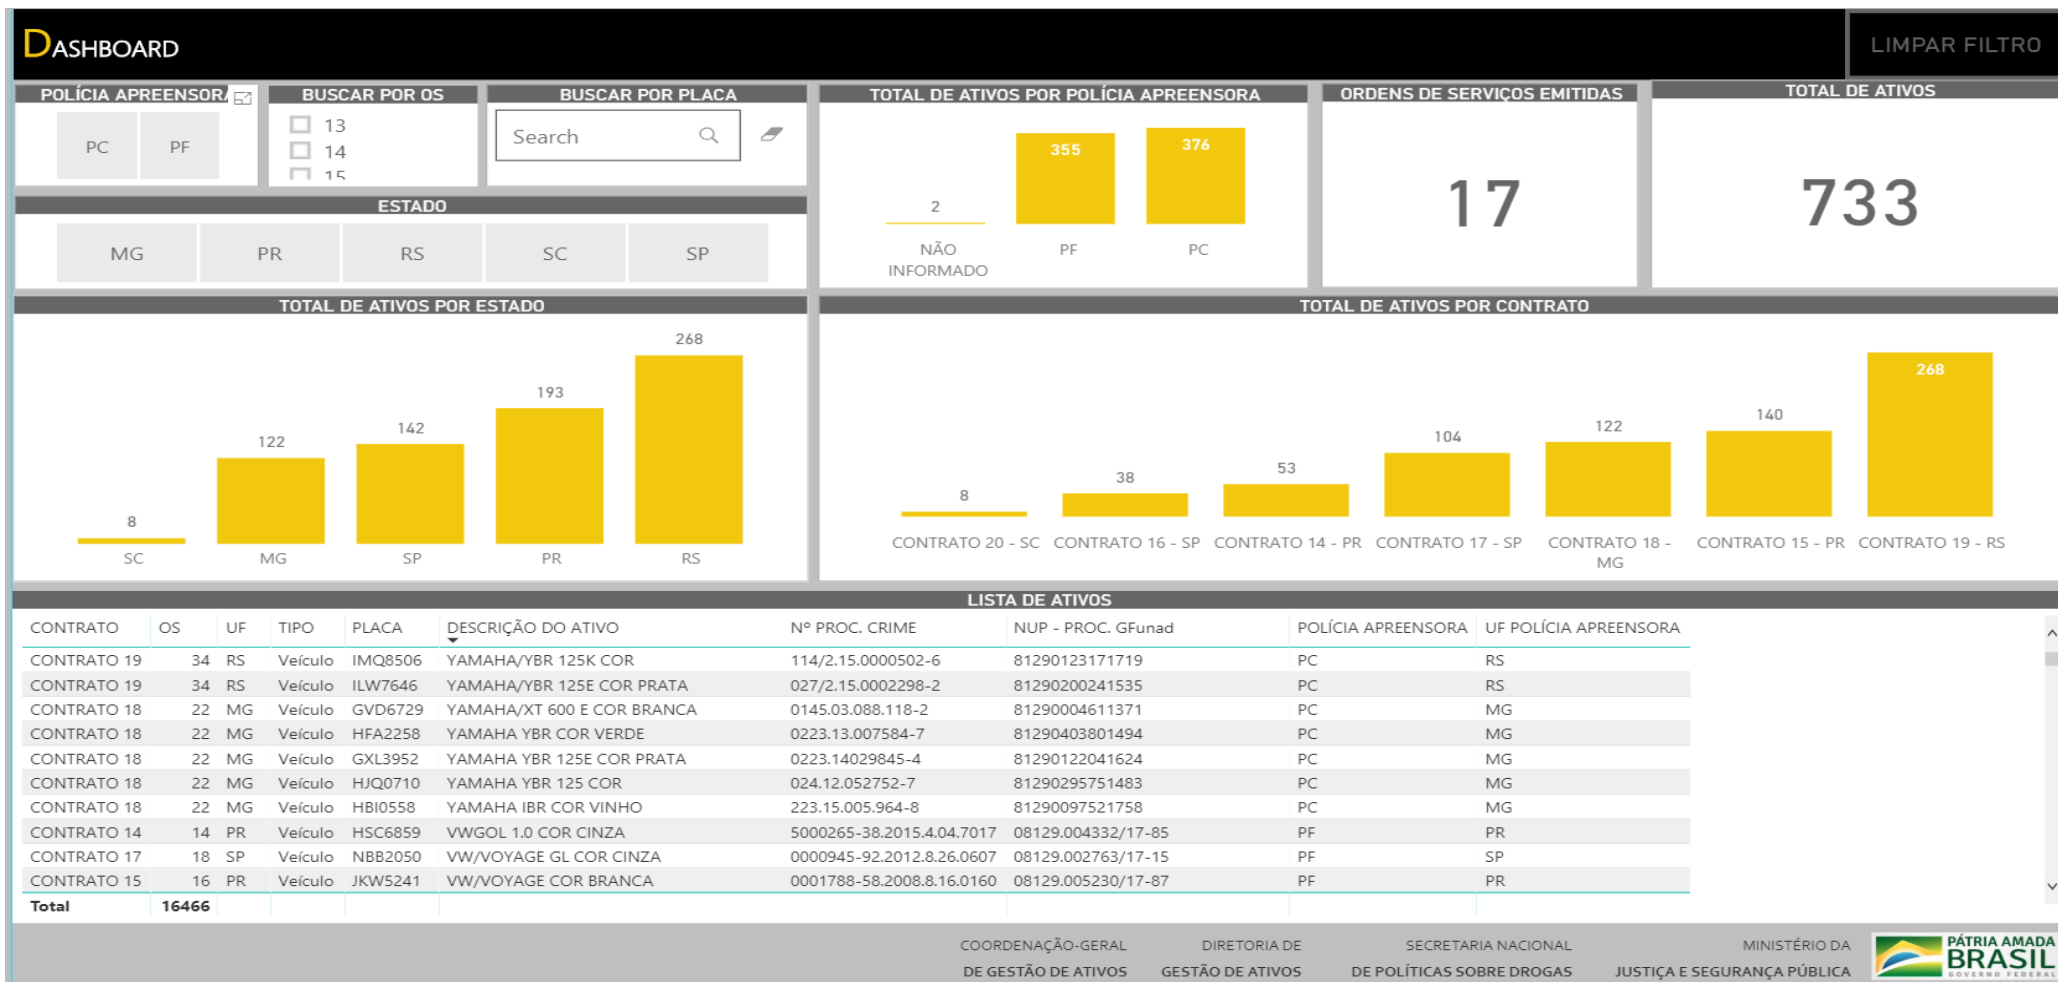 DASHBOARD
LIMPAR FILTRO
POLÍCIA APREENSORA
PC PF
BUSCAR POR OS
13
14
15
BUSCAR POR PLACA
Search
ESTADO
MG PR RS SC SP
TOTAL DE ATIVOS POR POLÍCIA APREENSORA
2 355 376
NÃO INFORMADO PF PC
ORDENS DE SERVIÇOS EMITIDAS
17
TOTAL DE ATIVOS
733
TOTAL DE ATIVOS POR ESTADO
8 122 142 193 268
SC MG SP PR RS
TOTAL DE ATIVOS POR CONTRATO
8 38 53 104 122 140 268
CONTRATO 20 - SC CONTRATO 16 - SP CONTRATO 14 - PR CONTRATO 17 - SP CONTRATO 18 - MG CONTRATO 15 - PR CONTRATO 19 - RS
LISTA DE ATIVOS
CONTRATO OS UF TIPO PLACA DESCRIÇÃO DO ATIVO Nº PROC. CRIME NUP - PROC. GFunad POLÍCIA APREENSORA UF POLÍCIA APREENSORA
CONTRATO 19 34 RS Veículo IMQ8506 YAMAHA/YBR 125K COR 114/2.15.0000502-6 81290123171719 PC RS
CONTRATO 19 34 RS Veículo ILW7646 YAMAHA/YBR 125E COR PRATA 027/2.15.0002298-2 81290200241535 PC RS
CONTRATO 18 22 MG Veículo GVD6729 YAMAHA/XT 600 E COR BRANCA 0145.03.088.118-2 81290004611371 PC MG
CONTRATO 18 22 MG Veículo HFA2258 YAMAHA YBR COR VERDE 0223.13.007584-7 81290403801494 PC MG
CONTRATO 18 22 MG Veículo GXL3952 YAMAHA YBR 125E COR PRATA 0223.14029845-4 81290122041624 PC MG
CONTRATO 18 22 MG Veículo HJQ0710 YAMAHA YBR 125 COR 024.12.052752-7 81290295751483 PC MG
CONTRATO 18 22 MG Veículo HBI0558 YAMAHA IBR COR VINHO 223.15.005.964-8 81290097521758 PC MG
CONTRATO 14 14 PR Veículo HSC6859 VWGOL 1.0 COR CINZA 5000265-38.2015.4.04.7017 08129.004332/17-85 PF PR
CONTRATO 17 18 SP Veículo NBB2050 VW/VOYAGE GL COR CINZA 0000945-92.2012.8.26.0607 08129.002763/17-15 PF SP
CONTRATO 15 16 PR Veículo JKW5241 VW/VOYAGE COR BRANCA 0001788-58.2008.8.16.0160 08129.005230/17-87 PF PR
Total 16466
COORDENAÇÃO-GERAL
DE GESTÃO DE ATIVOS
DIRETORIA DE
GESTÃO DE ATIVOS
SECRETARIA NACIONAL
DE POLÍTICAS SOBRE DROGAS
MINISTÉRIO DA
JUSTIÇA E SEGURANÇA PÚBLICA
PÁTRIA AMADA
BRASIL
GOVERNO FEDERAL